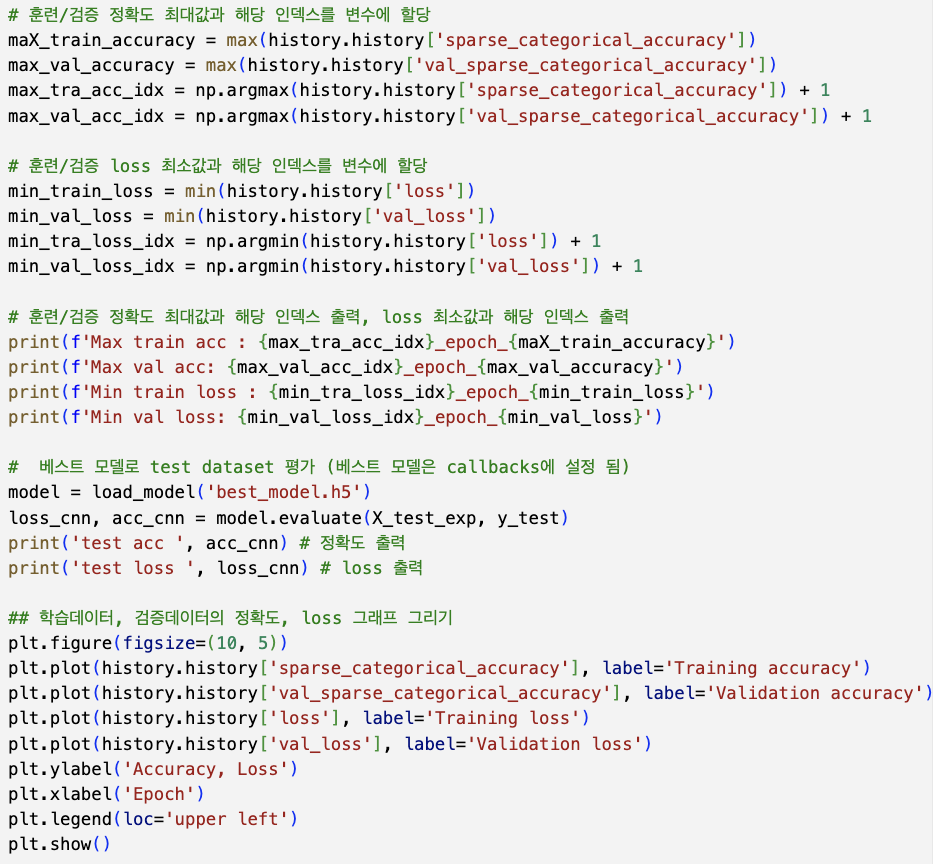 # 훈련/검증 정확도 최대값과 해당 인덱스를 변수에 할당
maX_train_accuracy = max(history.history['sparse_categorical_accuracy'])
max_val_accuracy = max(history.history['val_sparse_categorical_accuracy'])
max_tra_acc_idx = np.argmax(history.history['sparse_categorical_accuracy']) + 1
max_val_acc_idx = np.argmax(history.history['val_sparse_categorical_accuracy']) + 1
# 훈련/검증 loss 최소값과 해당 인덱스를 변수에 할당
min_train_loss = min(history.history['loss'])
min_val_loss = min(history.history['val_loss'])
min_tra_loss_idx = np.argmin(history.history['loss']) + 1
min_val_loss_idx = np.argmin(history.history['val_loss']) + 1
# 훈련/검증 정확도 최대값과 해당 인덱스 출력, loss 최소값과 해당 인덱스 출력
print(f'Max train acc : {max_tra_acc_idx}_epoch_{maX_train_accuracy}')
print(f'Max val acc: {max_val_acc_idx}_epoch_{max_val_accuracy}')
print(f'Min train loss : {min_tra_loss_idx}_epoch_{min_train_loss}')
print(f'Min val loss: {min_val_loss_idx}_epoch_{min_val_loss}')
#  베스트 모델로 test dataset 평가 (베스트 모델은 callbacks에 설정 됨)
model = load_model('best_model.h5')
loss_cnn, acc_cnn = model.evaluate(X_test_exp, y_test)
print('test acc ', acc_cnn) # 정확도 출력
print('test loss ', loss_cnn) # loss 출력
## 학습데이터, 검증데이터의 정확도, loss 그래프 그리기
plt.figure(figsize=(10, 5))
plt.plot(history.history['sparse_categorical_accuracy'], label='Training accuracy')
plt.plot(history.history['val_sparse_categorical_accuracy'], label='Validation accuracy')
plt.plot(history.history['loss'], label='Training loss')
plt.plot(history.history['val_loss'], label='Validation loss')
plt.ylabel('Accuracy, Loss')
plt.xlabel('Epoch')
plt.legend(loc='upper left')
plt.show()